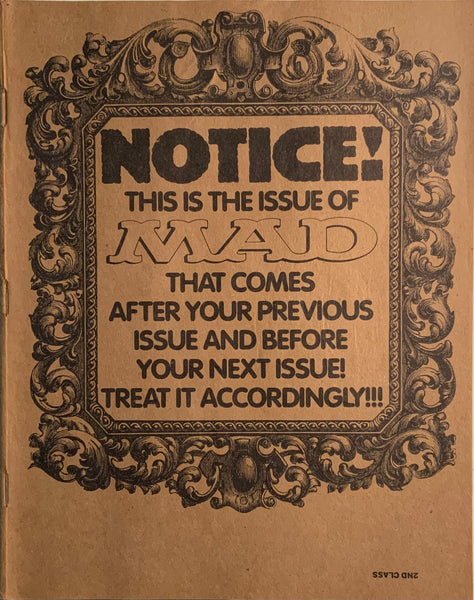 NOTICE!
THIS IS THE ISSUE OF
MAD
THAT COMES
AFTER YOUR PREVIOUS
ISSUE AND BEFORE
YOUR NEXT ISSUE!
TREAT IT ACCORDINGLY!!!
2ND CLASS